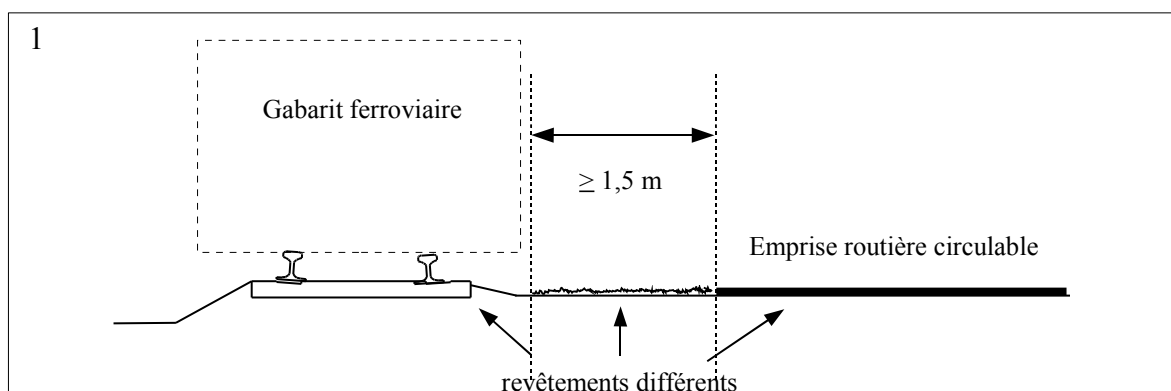 1
Gabarit ferroviaire
≥ 1,5 m
Emprise routière circulable
revêtements différents